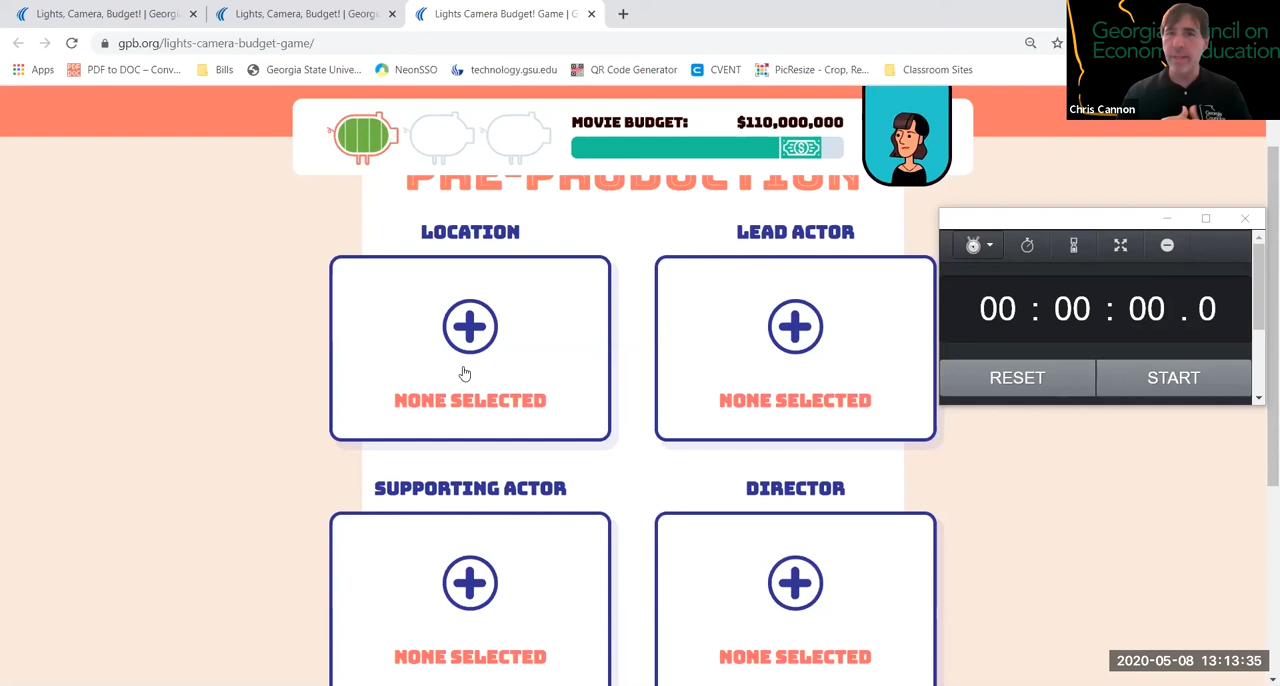 Lights, Camera, Budget! | Georgi
Lights, Camera, Budget! | Georgi
Lights Camera Budget! Game | G
gpb.org/lights-camera-budget-game/
Apps
PDF to DOC – Conv...
Bills
Georgia State Unive...
NeonSSO
technology.gsu.edu
QR Code Generator
CVENT
PicResize - Crop, Re...
Classroom Sites
Georgia Council on
Economic Education
Chris Cannon
MOVIE BUDGET: $110,000,000
PRE-PRODUCTION
LOCATION
LEAD ACTOR
NONE SELECTED
NONE SELECTED
00 : 00 : 00 . 0
RESET
START
SUPPORTING ACTOR
DIRECTOR
NONE SELECTED
NONE SELECTED
2020-05-08 13:13:35